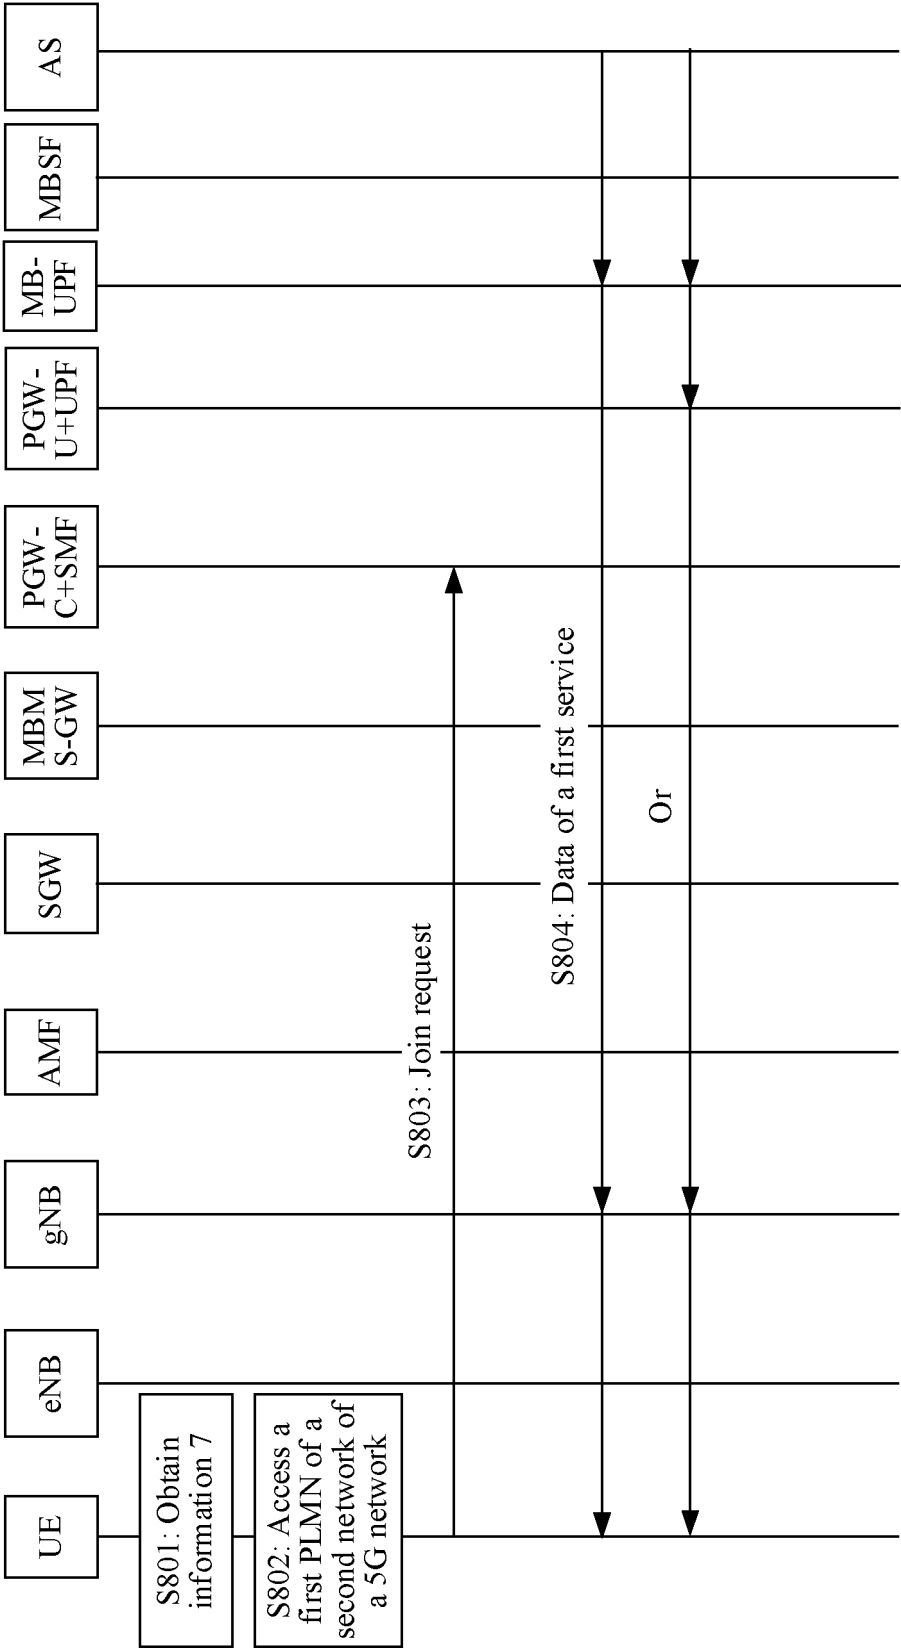 UE
eNB
gNB
AMF
SGW
MBM
S-GW
PGW-
C+SMF
PGW-
U+UPF
MB-
UPF
MBSF
AS
S801: Obtain
information 7
S802: Access a
first PLMN of a
second network of
a 5G network
S803: Join request
S804: Data of a first service
Or